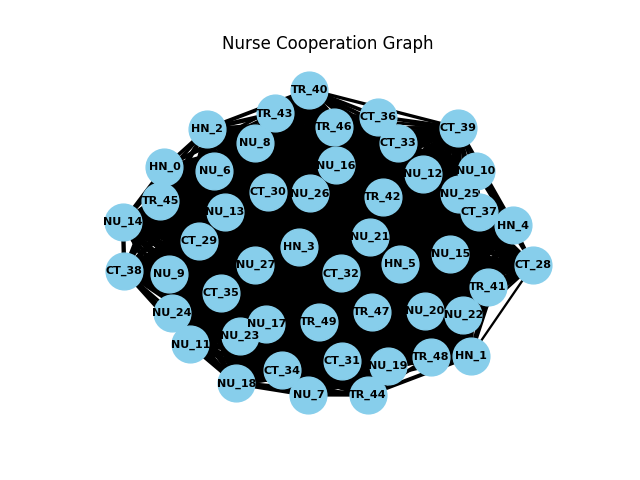 Nurse Cooperation Graph
TR_40
TR_43
CT_36
HN_2
TR_46
CT_39
NU_8
CT_33
HN_0
NU_6
NU_16
NU_12
NU_10
TR_45
CT_30
NU_26
TR_42
NU_25
NU_14
NU_13
CT_37
HN_4
CT_29
HN_3
NU_21
CT_38
NU_9
NU_27
CT_32
HN_5
NU_15
CT_28
CT_35
TR_41
NU_24
NU_11
NU_23
NU_17
TR_49
TR_47
NU_20
NU_22
NU_18
CT_34
CT_31
NU_19
TR_48
HN_1
NU_7
TR_44